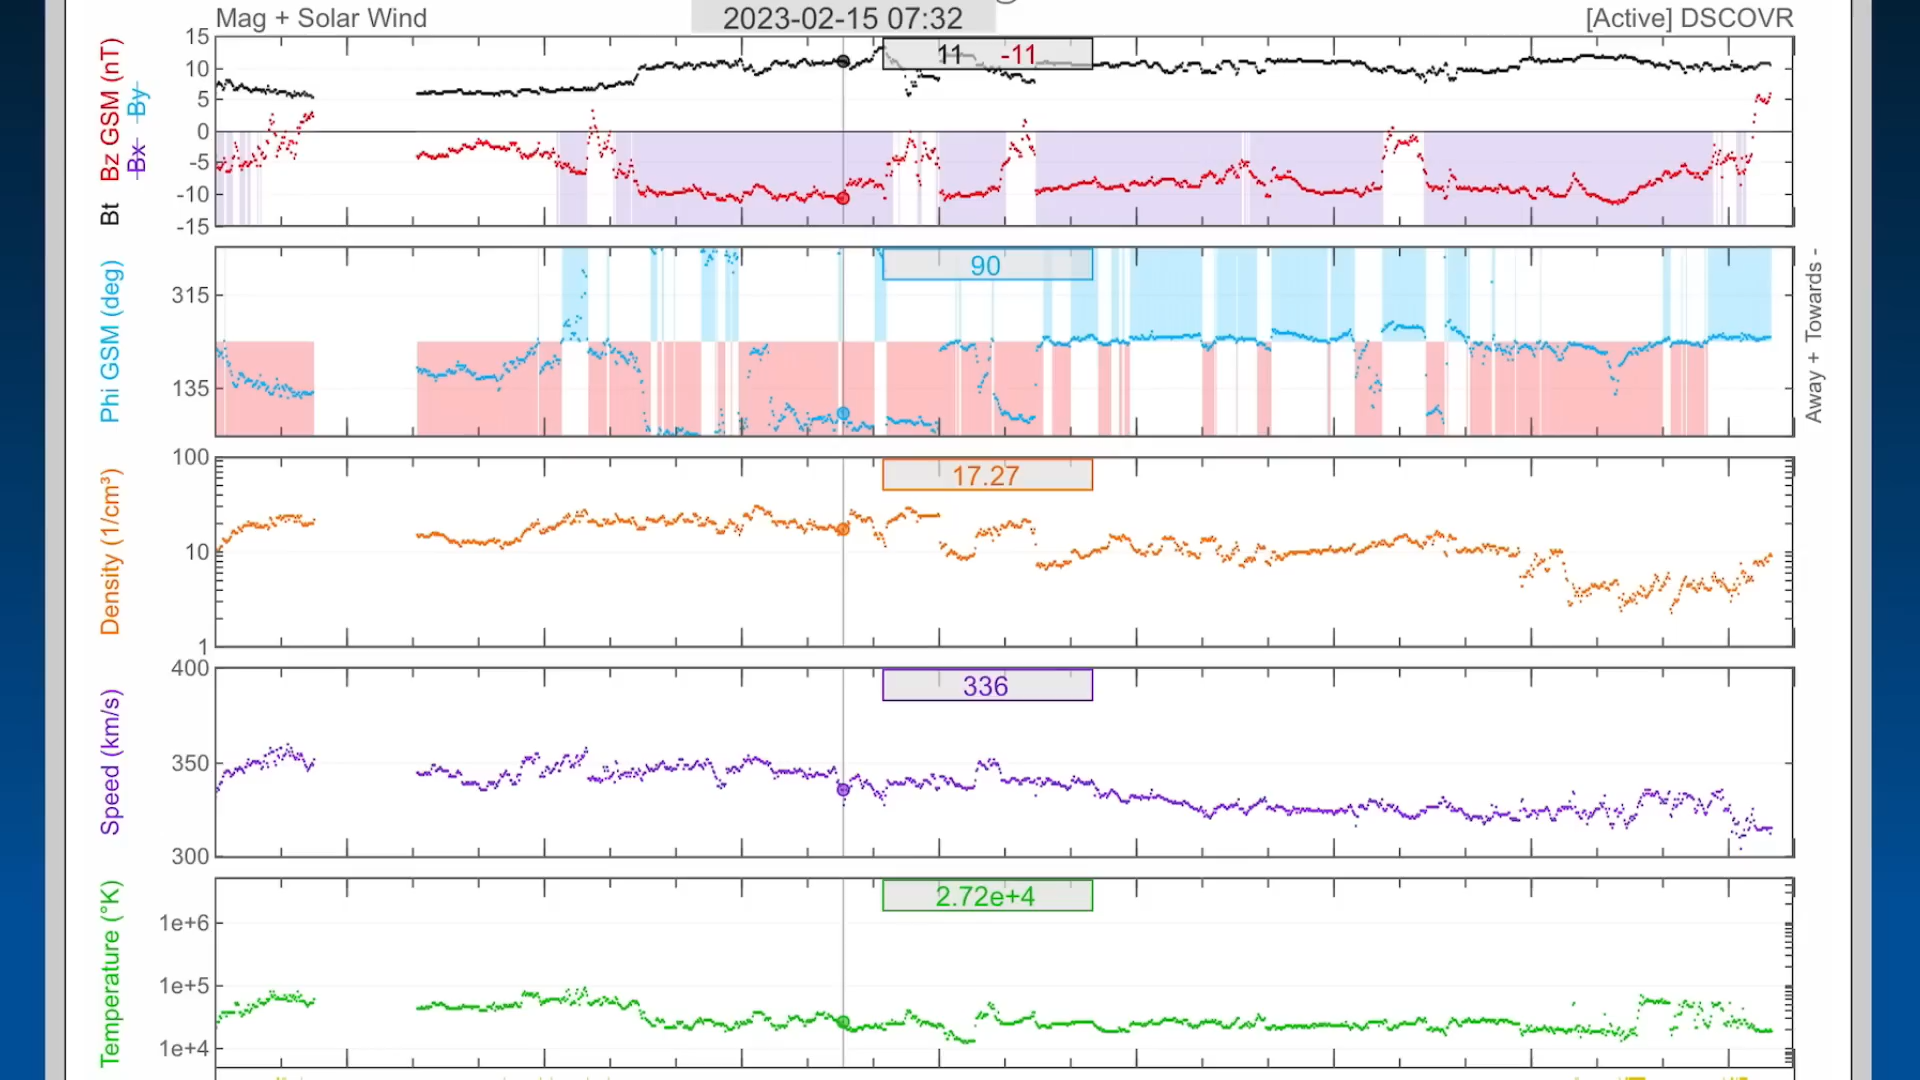 Mag + Solar Wind
2023-02-15 07:32
[Active] DSCOVR
Bt Bz GSM (nT)
Bx By
15
10
5
0
-5
-10
-15
11 -11
Phi GSM (deg)
315
135
90
Away + Towards -
Density (1/cm³)
100
10
1
17.27
Speed (km/s)
400
350
300
336
Temperature (°K)
1e+6
1e+5
1e+4
2.72e+4